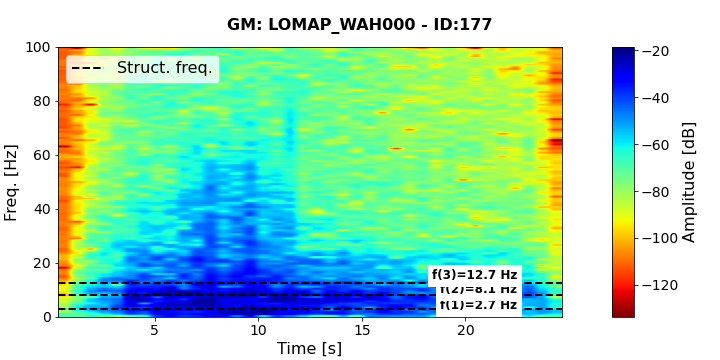 GM: LOMAP_WAH000 - ID:177
100
80
60
40
20
0
Freq. [Hz]
Struct. freq.
f(3)=12.7 Hz
f(2)=8.1 Hz
f(1)=2.7 Hz
5
10
15
20
Time [s]
−20
−40
−60
−80
−100
−120
Amplitude [dB]